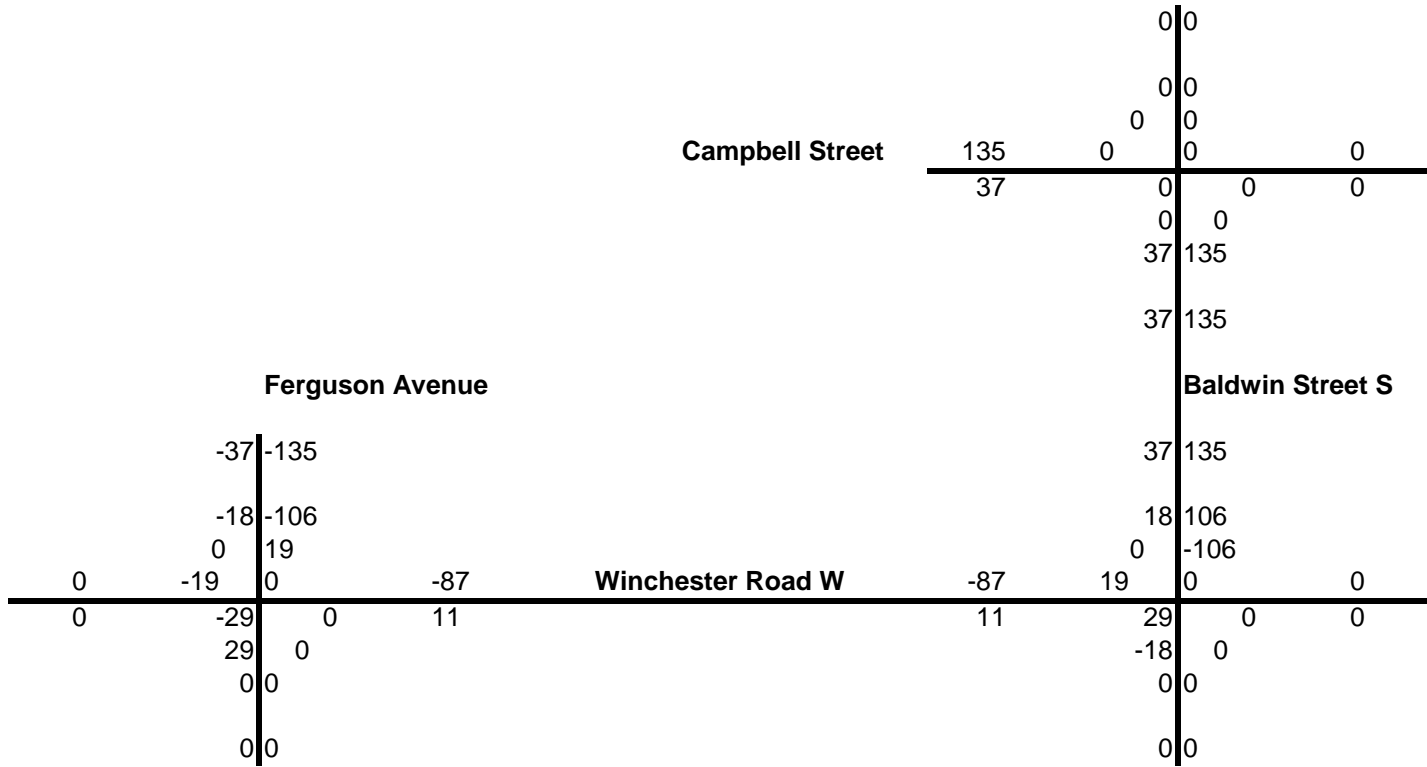 0 0
0 0
0 0
Campbell Street 135 0 0 0
37 0 0 0
0 0
37 135
37 135
Ferguson Avenue Baldwin Street S
-37 -135 37 135
-18 -106 18 106
0 19 0 -106
0 -19 0 -87 Winchester Road W -87 19 0 0
0 -29 0 11 11 29 0 0
29 0 -18 0
0 0 0 0
0 0 0 0